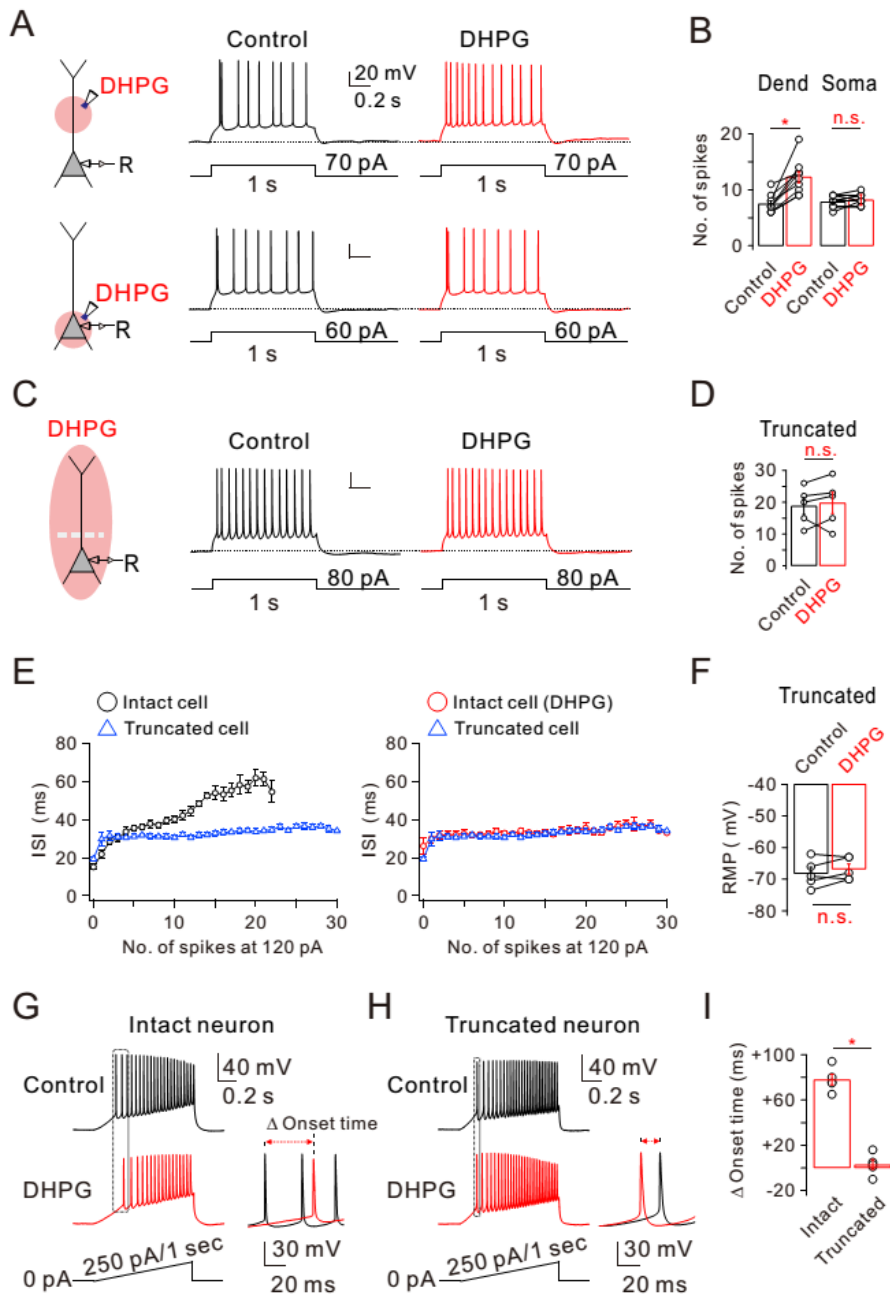 A
Control
DHPG
20 mV
0.2 s
DHPG
R
70 pA
1 s
70 pA
1 s
DHPG
R
60 pA
1 s
60 pA
1 s
B
Dend
Soma
*
n.s.
No. of spikes
20
10
0
Control
DHPG
Control
DHPG
C
DHPG
R
Control
DHPG
80 pA
1 s
80 pA
1 s
D
Truncated
n.s.
No. of spikes
30
20
10
0
Control
DHPG
E
Intact cell
Truncated cell
ISI (ms)
80
60
40
20
0
0 10 20 30
No. of spikes at 120 pA
Intact cell (DHPG)
Truncated cell
ISI (ms)
80
60
40
20
0
0 10 20 30
No. of spikes at 120 pA
F
Truncated
Control
DHPG
RMP ( mV)
-40
-50
-60
-70
-80
n.s.
G
Intact neuron
Control
40 mV
0.2 s
Δ Onset time
DHPG
0 pA
250 pA/1 sec
30 mV
20 ms
H
Truncated neuron
Control
40 mV
0.2 s
DHPG
0 pA
250 pA/1 sec
30 mV
20 ms
I
*
Δ Onset time (ms)
+100
+60
+20
-20
Intact
Truncated